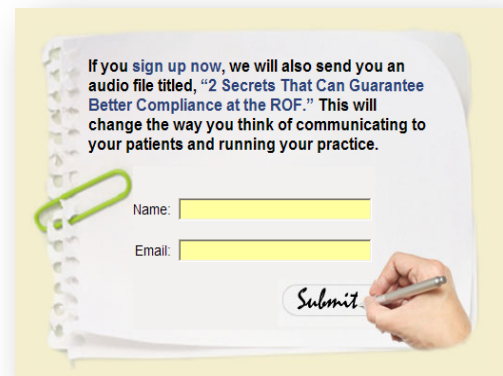 If you sign up now, we will also send you an
audio file titled, “2 Secrets That Can Guarantee
Better Compliance at the ROF.” This will
change the way you think of communicating to
your patients and running your practice.
Name:
Email:
Submit